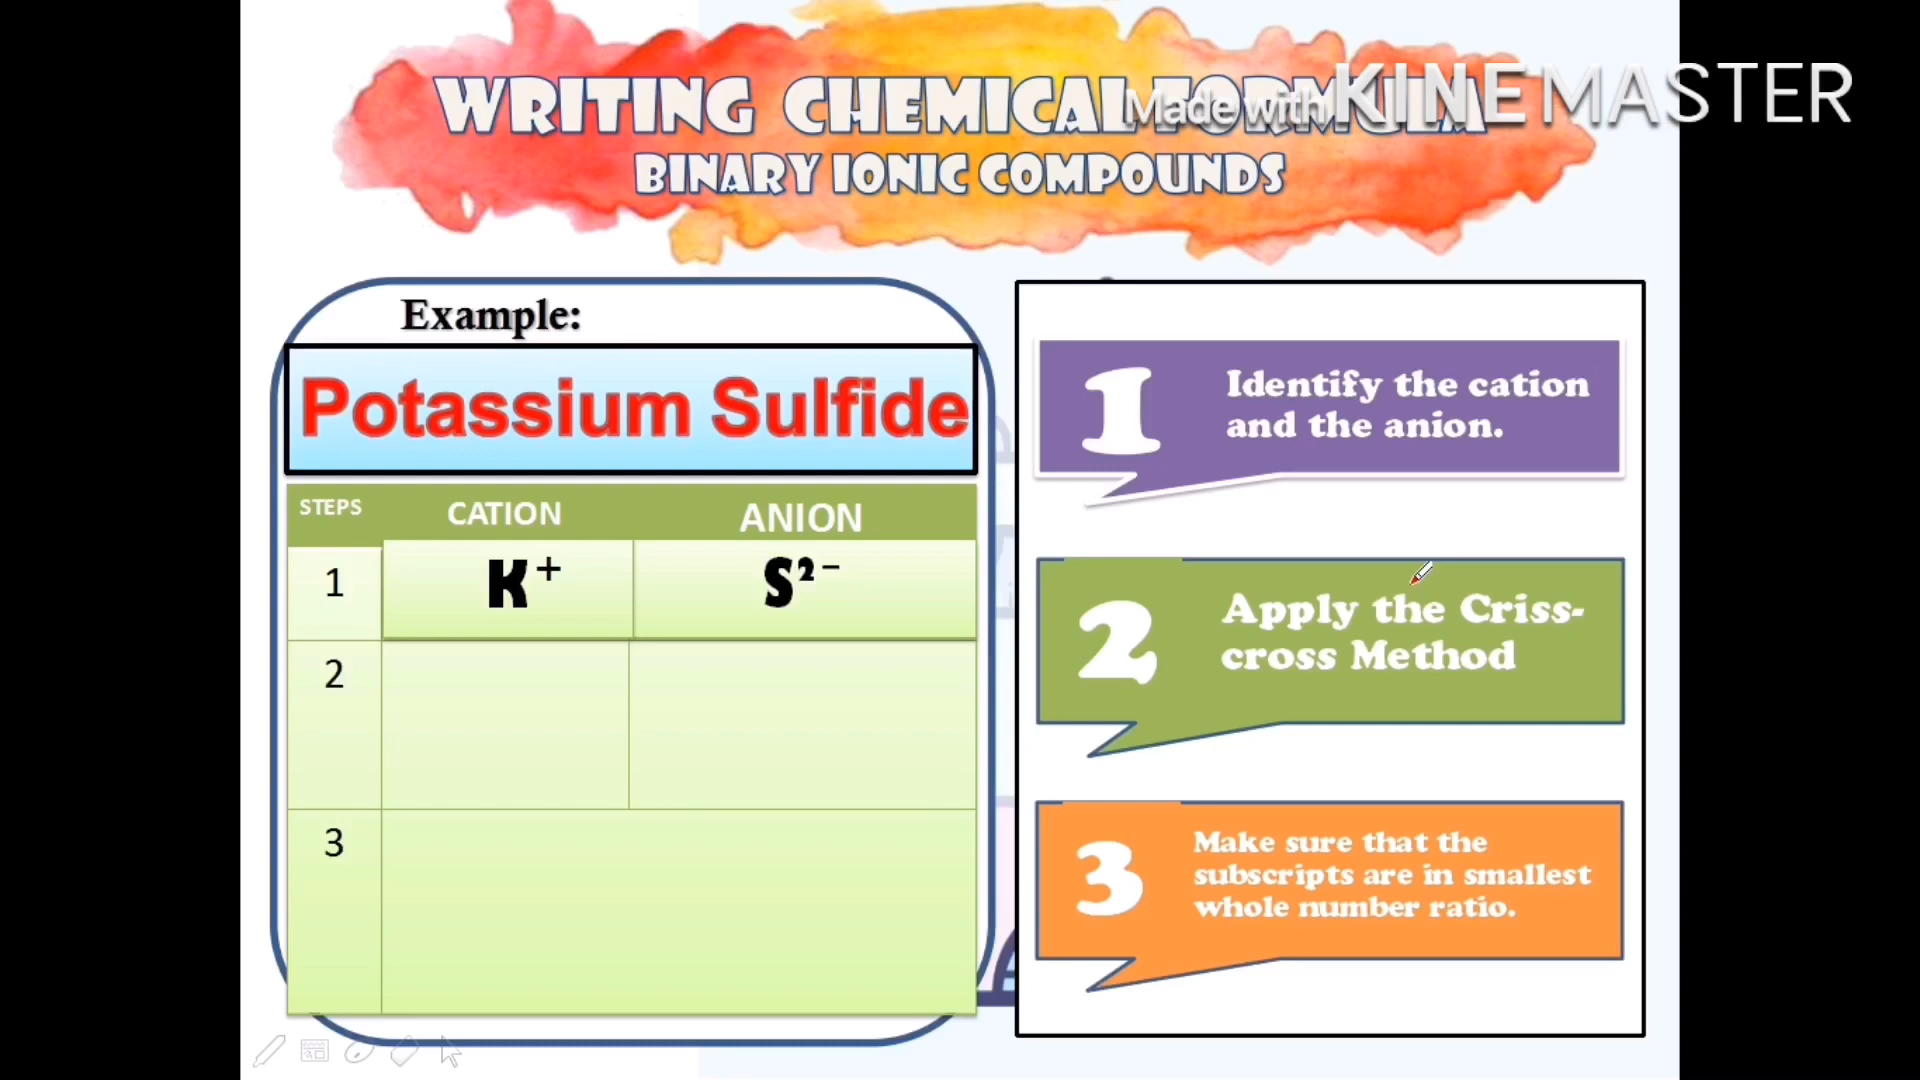 WRITING CHEMICAL FORMULA
Made with KINEMASTER
BINARY IONIC COMPOUNDS
Example:
Potassium Sulfide
STEPS CATION ANION
1 K⁺ S²⁻
2
3
1 Identify the cation
and the anion.
2 Apply the Criss-
cross Method
3 Make sure that the
subscripts are in smallest
whole number ratio.